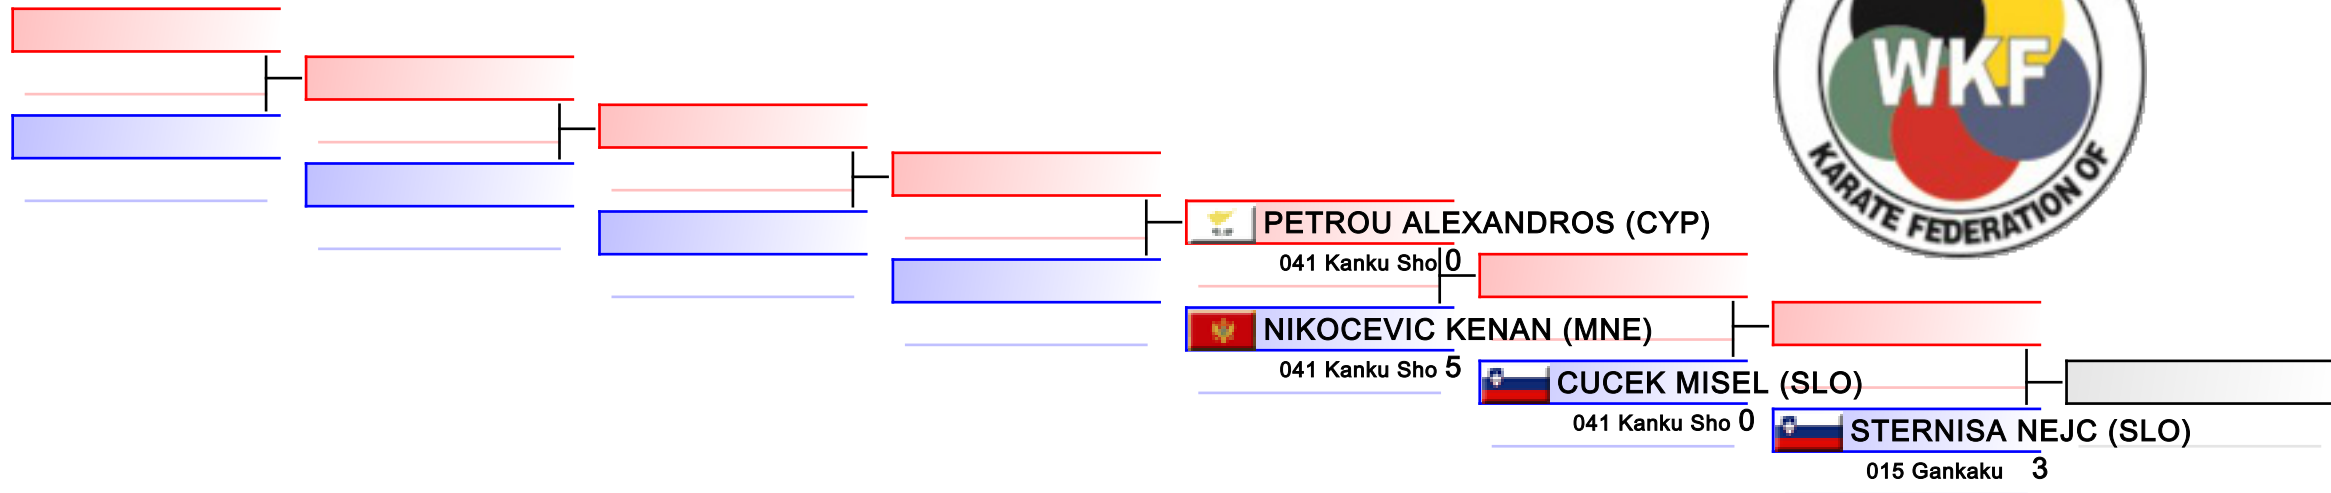 WKF
KARATE FEDERATION OF
PETROU ALEXANDROS (CYP)
041 Kanku Sho 0
NIKOCEVIC KENAN (MNE)
041 Kanku Sho 5
CUCEK MISEL (SLO)
041 Kanku Sho 0
STERNISA NEJC (SLO)
015 Gankaku 3